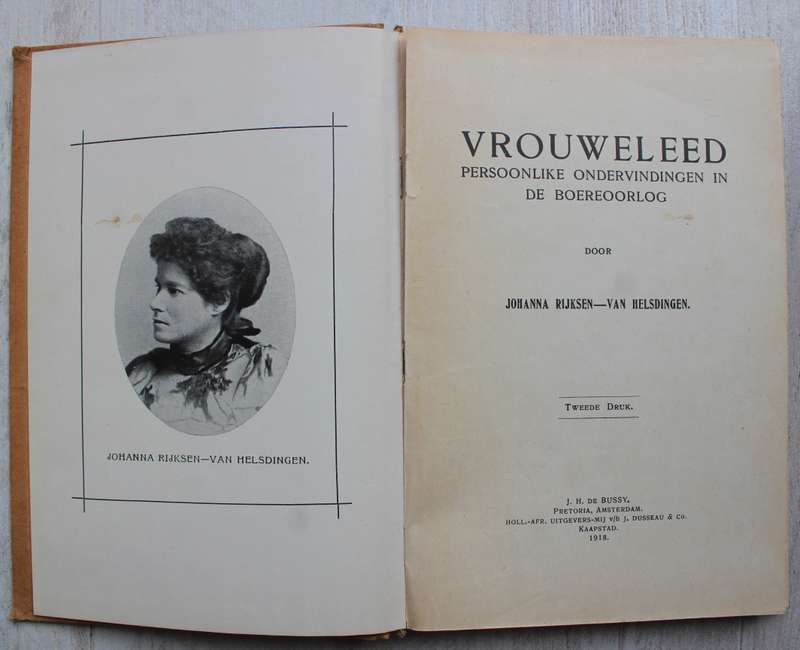 JOHANNA RIJKSEN—VAN HELSDINGEN.
VROUWELEED
PERSOONLIKE ONDERVINDINGEN IN
DE BOEREOORLOG
DOOR
JOHANNA RIJKSEN—VAN HELSDINGEN.
TWEEDE DRUK.
J. H. DE BUSSY,
PRETORIA, AMSTERDAM.
HOLL.-AFR. UITGEVERS-MIJ v/h J. DUSSEAU & Co.
KAAPSTAD.
1918.